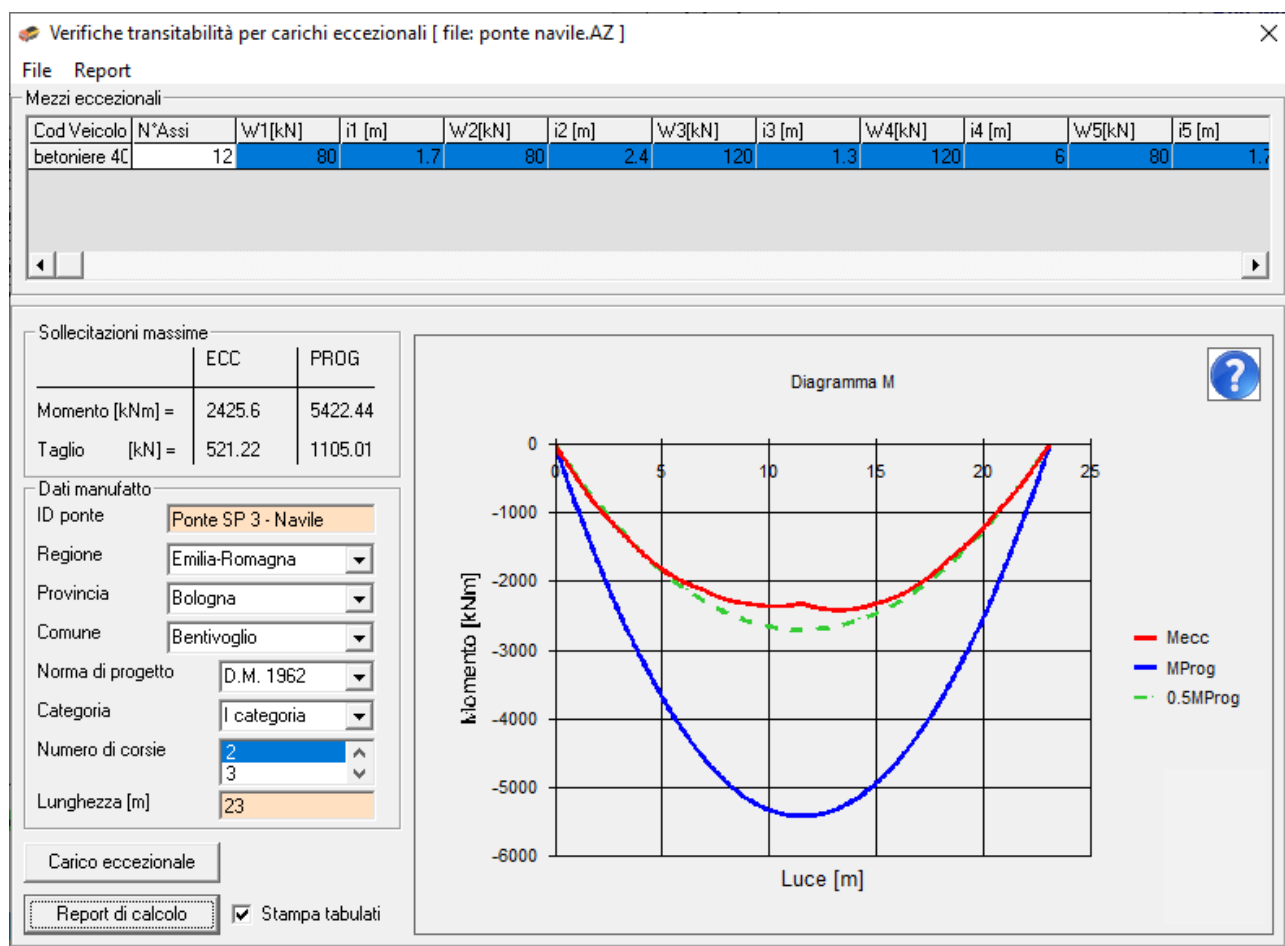 Verifiche transitabilità per carichi eccezionali [ file: ponte navile.AZ ]
File Report
Mezzi eccezionali
Cod Veicolo N°Assi W1[kN] i1 [m] W2[kN] i2 [m] W3[kN] i3 [m] W4[kN] i4 [m] W5[kN] i5 [m]
betoniere 4C 12 80 1.7 80 2.4 120 1.3 120 6 80 1.7
Sollecitazioni massime
ECC PROG
Momento [kNm] = 2425.6 5422.44
Taglio [kN] = 521.22 1105.01
Dati manufatto
ID ponte Ponte SP 3 - Navile
Regione Emilia-Romagna
Provincia Bologna
Comune Bentivoglio
Norma di progetto D.M. 1962
Categoria I categoria
Numero di corsie 2
3
Lunghezza [m] 23
Carico eccezionale
Report di calcolo Stampa tabulati
?
Diagramma M
0
0 5 10 15 20 25
-1000
-2000
-3000
-4000
-5000
-6000
Momento [kNm]
Luce [m]
Mecc
MProg
0.5MProg